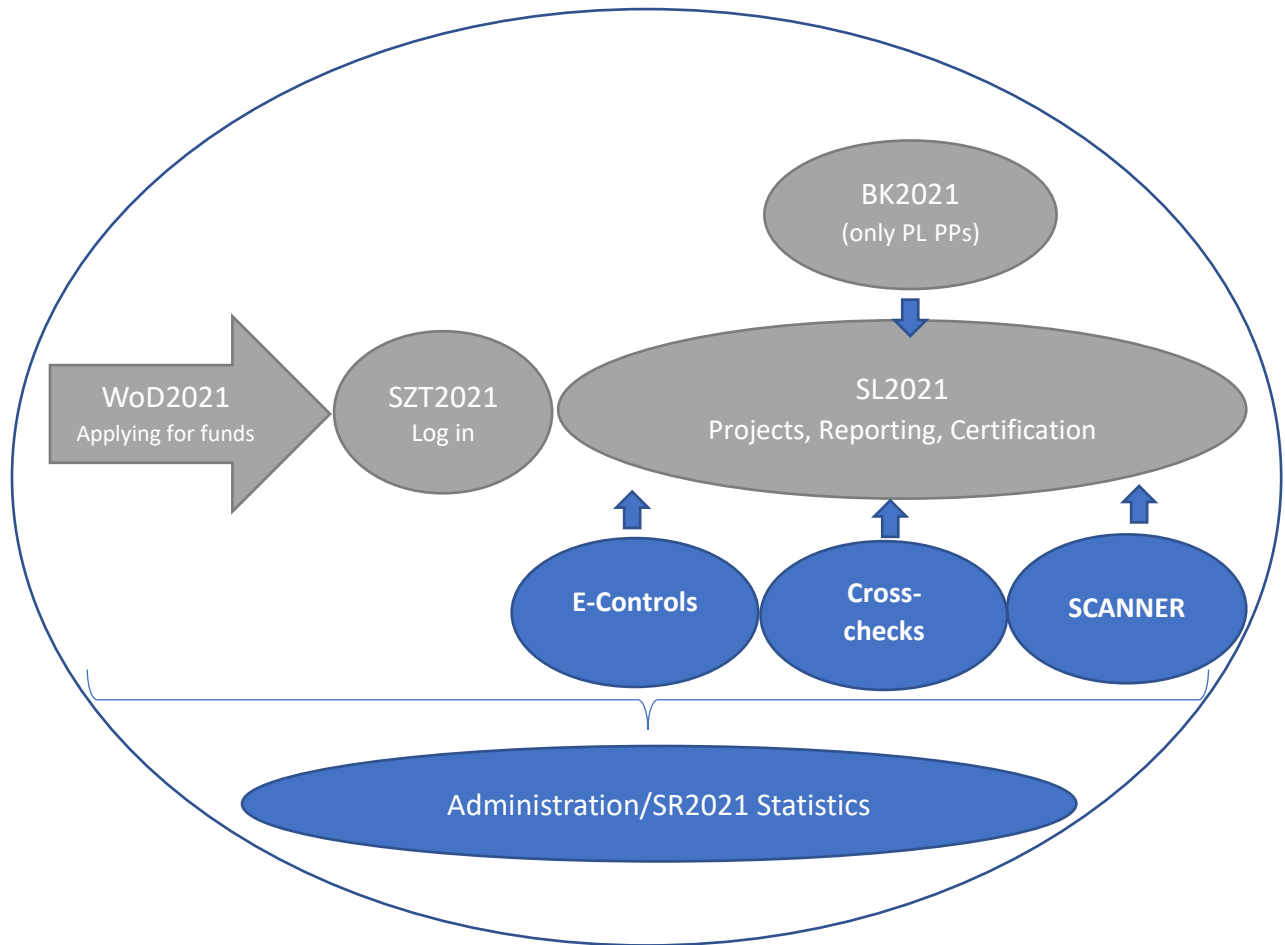 BK2021
(only PL PPs)
WoD2021
Applying for funds
SZT2021
Log in
SL2021
Projects, Reporting, Certification
E-Controls
Cross-
checks
SCANNER
Administration/SR2021 Statistics